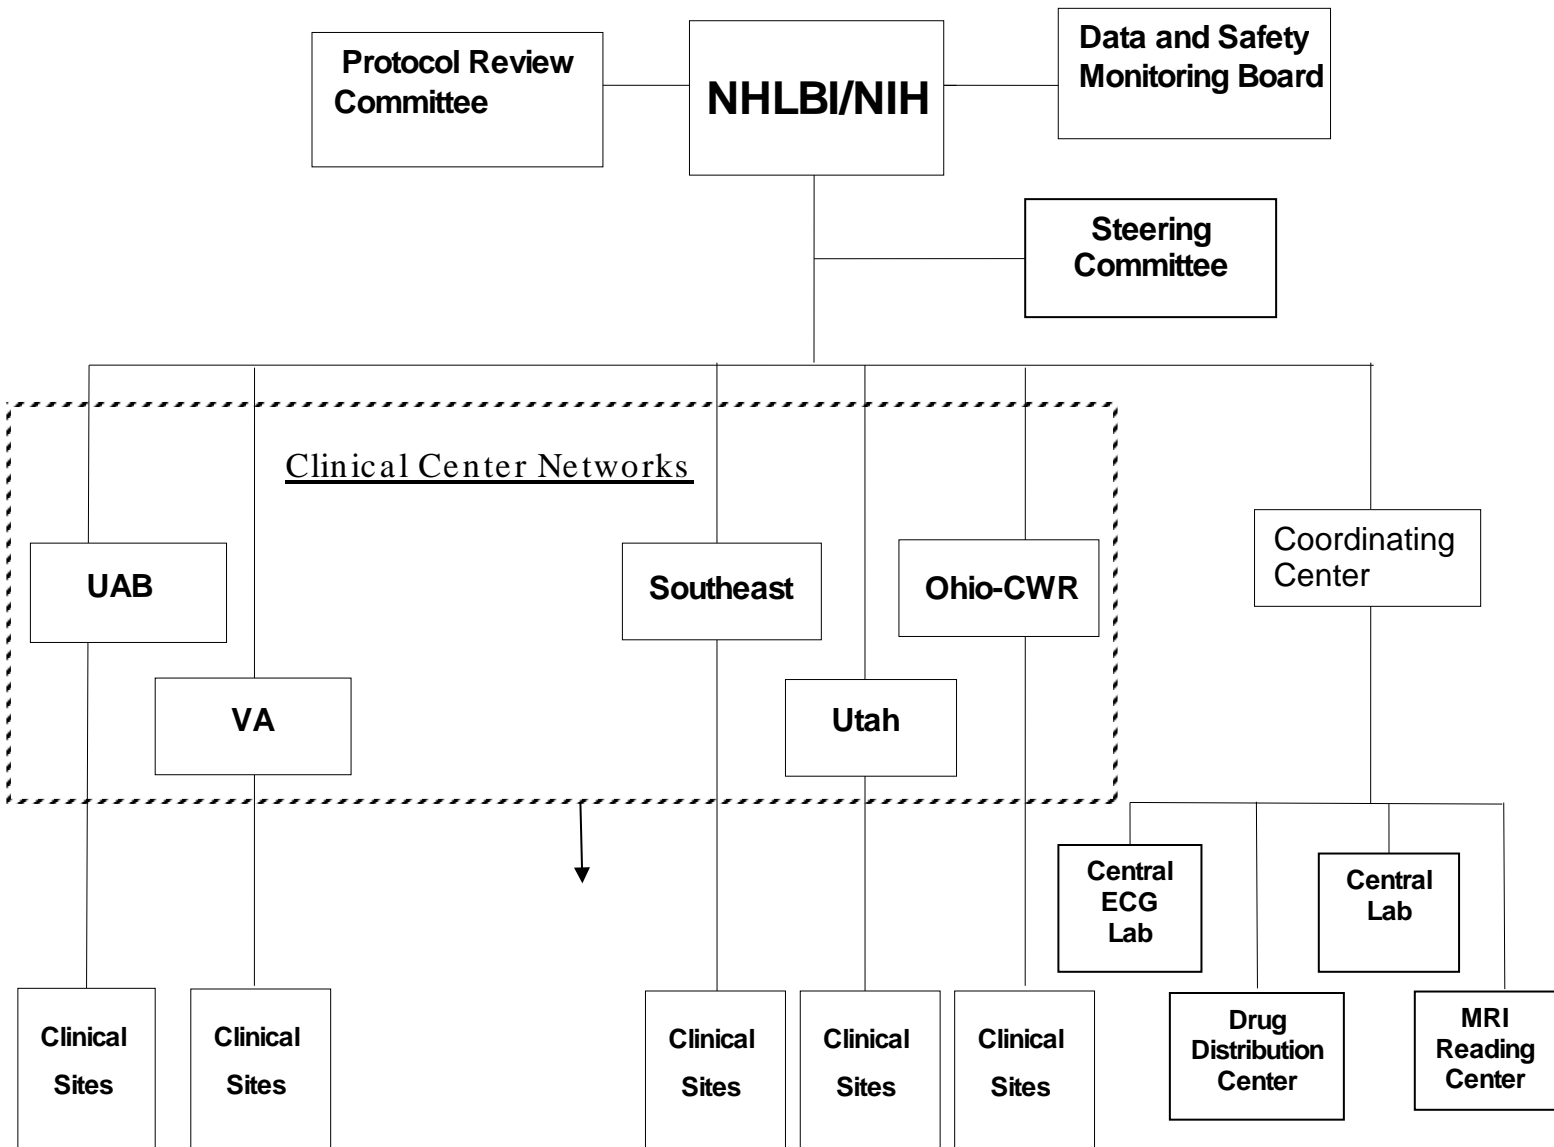 Protocol Review
Committee
NHLBI/NIH
Data and Safety
Monitoring Board
Steering
Committee
Clinical Center Networks
UAB
VA
Southeast
Utah
Ohio-CWR
Coordinating
Center
Central
ECG
Lab
Central
Lab
Drug
Distribution
Center
MRI
Reading
Center
Clinical
Sites
Clinical
Sites
Clinical
Sites
Clinical
Sites
Clinical
Sites